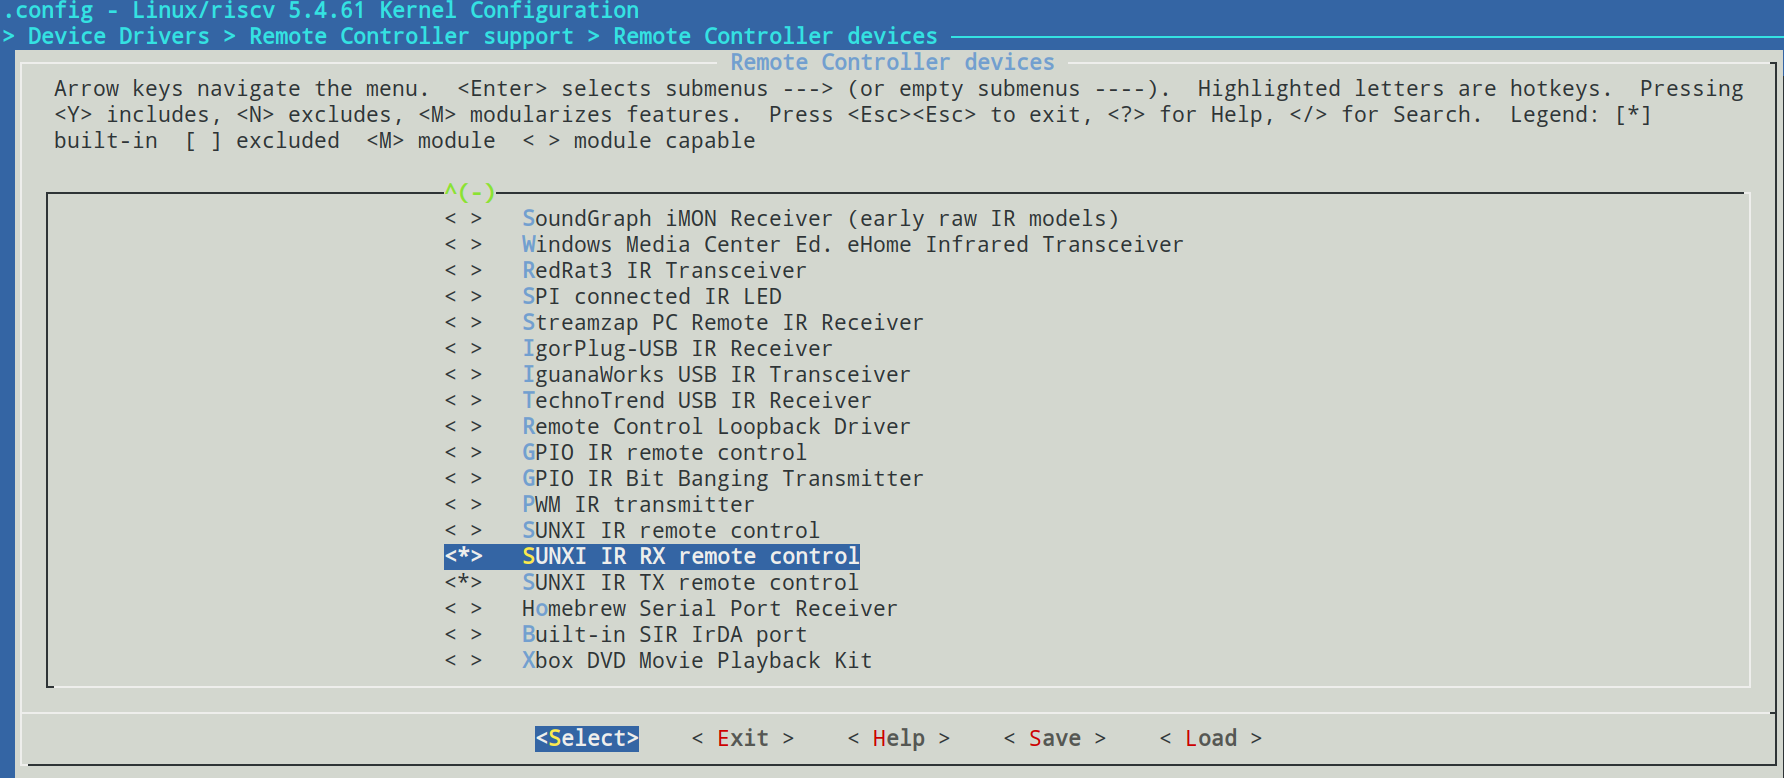 .config - Linux/riscv 5.4.61 Kernel Configuration
> Device Drivers > Remote Controller support > Remote Controller devices
Remote Controller devices
Arrow keys navigate the menu.  <Enter> selects submenus ---> (or empty submenus ----).  Highlighted letters are hotkeys.  Pressing
<Y> includes, <N> excludes, <M> modularizes features.  Press <Esc><Esc> to exit, <?> for Help, </> for Search.  Legend: [*]
built-in  [ ] excluded  <M> module  < > module capable
^(-)
< >   SoundGraph iMON Receiver (early raw IR models)
< >   Windows Media Center Ed. eHome Infrared Transceiver
< >   RedRat3 IR Transceiver
< >   SPI connected IR LED
< >   Streamzap PC Remote IR Receiver
< >   IgorPlug-USB IR Receiver
< >   IguanaWorks USB IR Transceiver
< >   TechnoTrend USB IR Receiver
< >   Remote Control Loopback Driver
< >   GPIO IR remote control
< >   GPIO IR Bit Banging Transmitter
< >   PWM IR transmitter
< >   SUNXI IR remote control
<*>   SUNXI IR RX remote control
<*>   SUNXI IR TX remote control
< >   Homebrew Serial Port Receiver
< >   Built-in SIR IrDA port
< >   Xbox DVD Movie Playback Kit
<Select>    < Exit >    < Help >    < Save >    < Load >